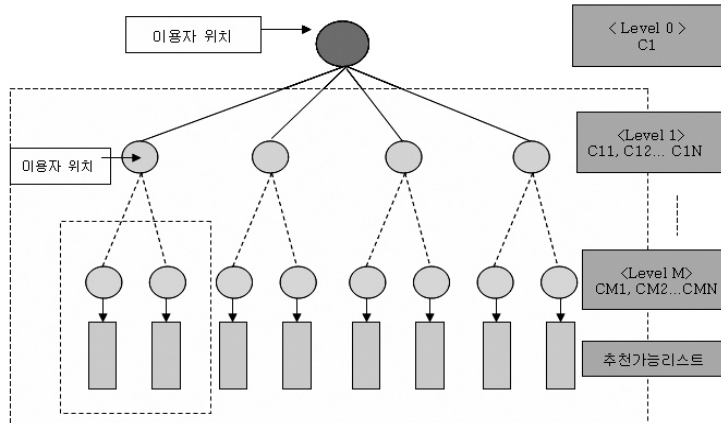 이용자 위치
< Level 0 >
C1
<Level 1>
C11, C12... C1N
이용자 위치
<Level M>
CM1, CM2...CMN
추천가능리스트